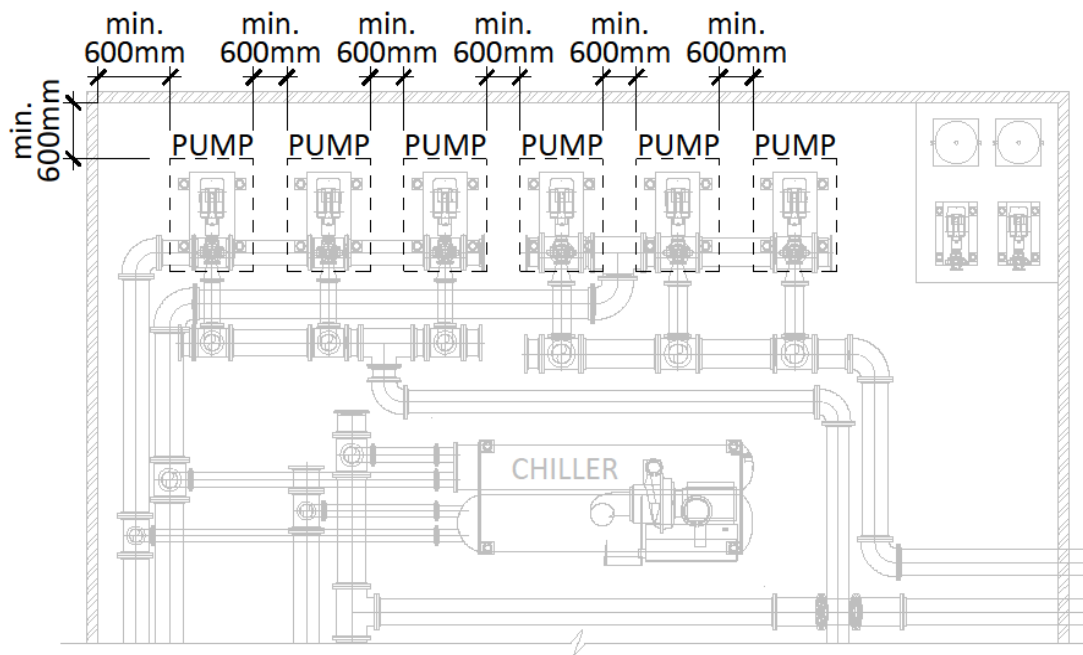 min. min. min. min. min. min.
600mm 600mm 600mm 600mm 600mm 600mm
min.
600mm
PUMP PUMP PUMP PUMP PUMP PUMP
CHILLER